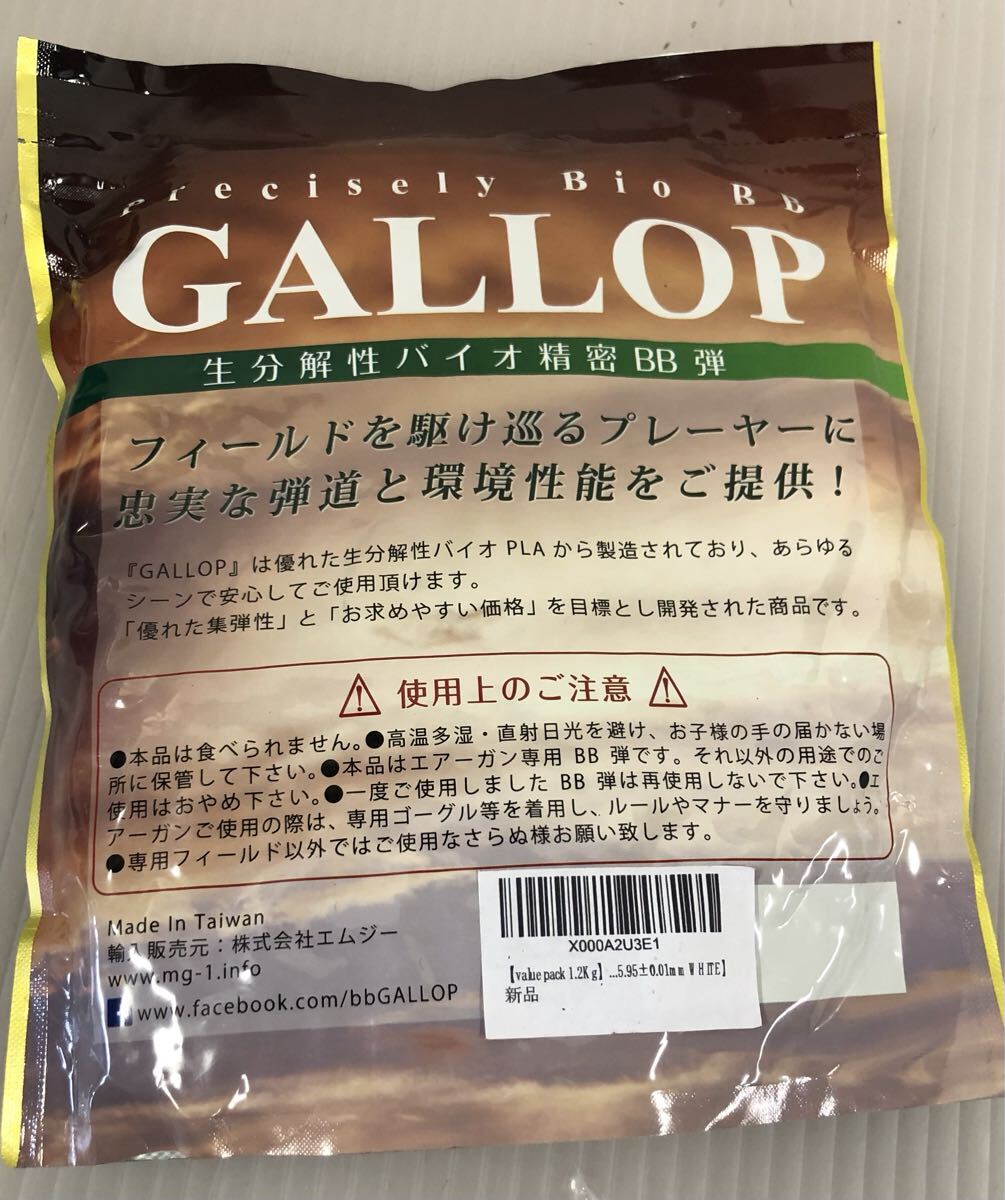 Precisely Bio BB
GALLOP
生分解性バイオ精密BB弾
フィールドを駆け巡るプレーヤーに
忠実な弾道と環境性能をご提供！
『GALLOP』は優れた生分解性バイオ PLA から製造されており、あらゆる
シーンで安心してご使用頂けます。
「優れた集弾性」と「お求めやすい価格」を目標とし開発された商品です。
使用上のご注意
●本品は食べられません。●高温多湿・直射日光を避け、お子様の手の届かない場
所に保管して下さい。●本品はエアーガン専用 BB 弾です。それ以外の用途でのご
使用はおやめ下さい。●一度ご使用しました BB 弾は再使用しないで下さい。●エ
アーガンご使用の際は、専用ゴーグル等を着用し、ルールやマナーを守りましょう。
●専用フィールド以外ではご使用なさらぬ様お願い致します。
Made In Taiwan
輸入販売元：株式会社エムジー
www.mg-1.info
f www.facebook.com/bbGALLOP
X000A2U3E1
【value pack 1.2Kg】...5.95±0.01mm WHITE】
新品